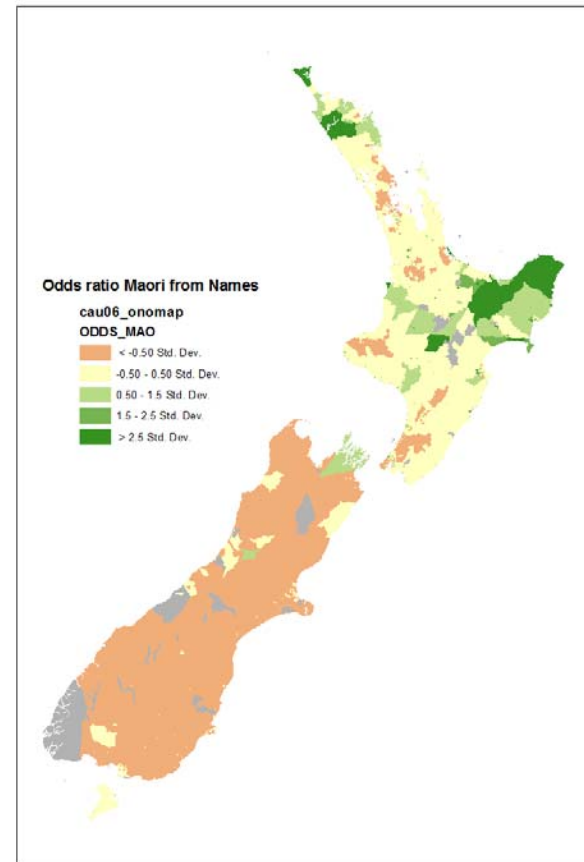 Odds ratio Maori from Names
cau06_onomap
ODDS_MAO
< -0.50 Std. Dev.
-0.50 - 0.50 Std. Dev.
0.50 - 1.5 Std. Dev.
1.5 - 2.5 Std. Dev.
> 2.5 Std. Dev.